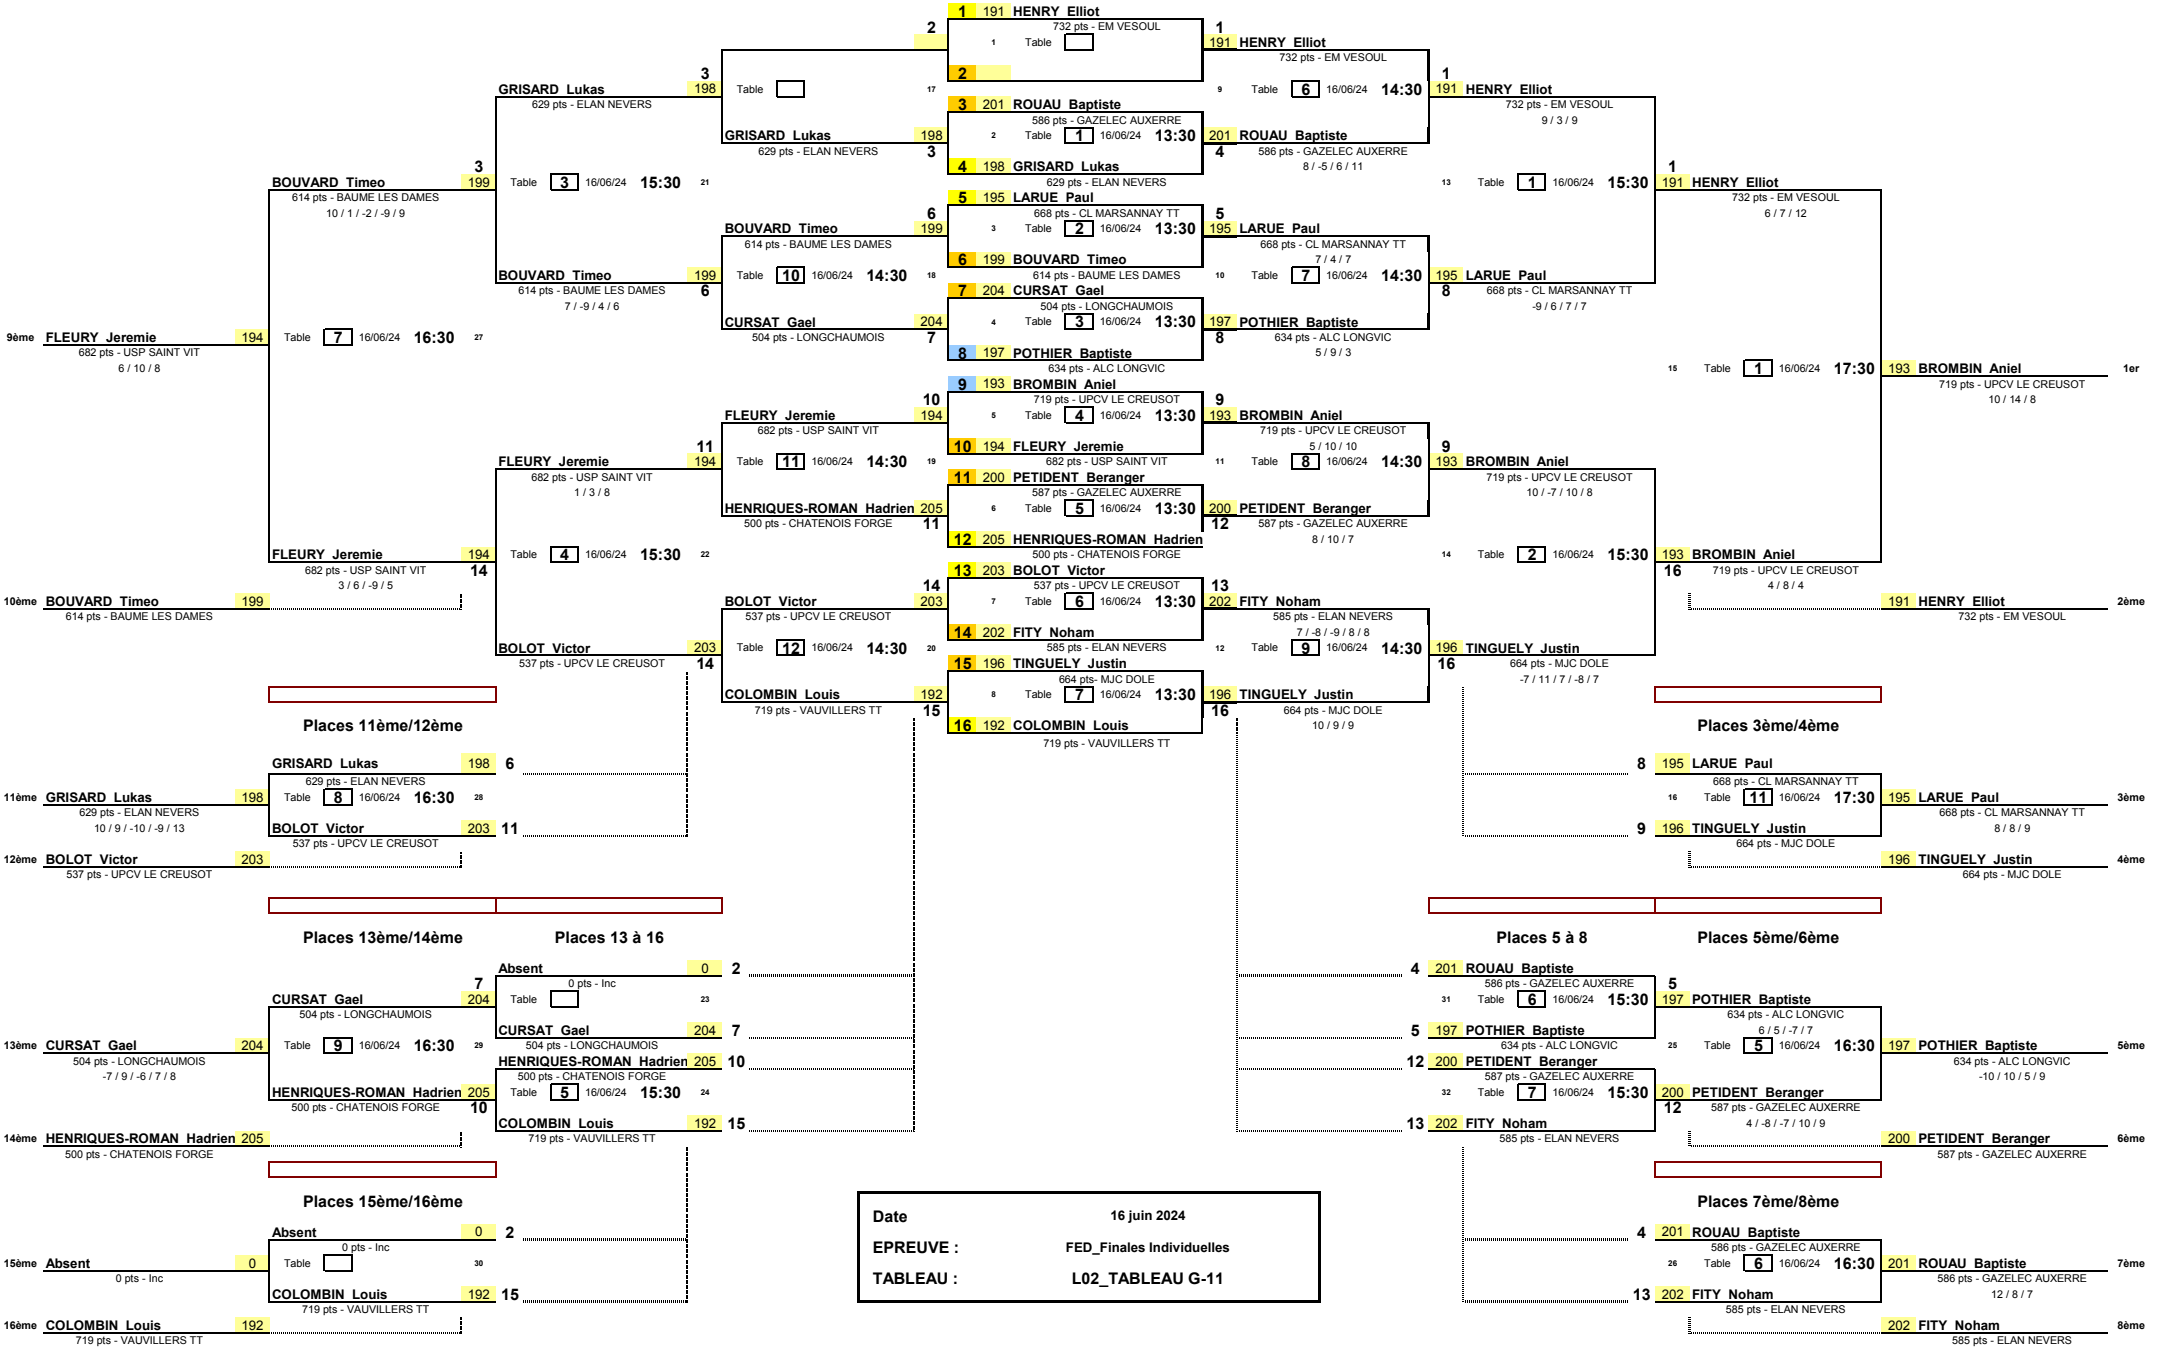 1 191 HENRY Elliot
732 pts - EM VESOUL
2
1 Table
1
191 HENRY Elliot
732 pts - EM VESOUL
2
3
GRISARD Lukas 198
629 pts - ELAN NEVERS
Table 17
9 Table 6 16/06/24 14:30
1
191 HENRY Elliot
732 pts - EM VESOUL
9 / 3 / 9
3 201 ROUAU Baptiste
586 pts - GAZELEC AUXERRE
GRISARD Lukas 198
629 pts - ELAN NEVERS
3
2 Table 1 16/06/24 13:30
201 ROUAU Baptiste
4
586 pts - GAZELEC AUXERRE
8 / -5 / 6 / 11
4 198 GRISARD Lukas
629 pts - ELAN NEVERS
3
BOUVARD Timeo 199
614 pts - BAUME LES DAMES
10 / 1 / -2 / -9 / 9
Table 3 16/06/24 15:30 21
13 Table 1 16/06/24 15:30
1
191 HENRY Elliot
732 pts - EM VESOUL
6 / 7 / 12
5 195 LARUE Paul
668 pts - CL MARSANNAY TT
6
BOUVARD Timeo 199
614 pts - BAUME LES DAMES
3 Table 2 16/06/24 13:30
5
195 LARUE Paul
668 pts - CL MARSANNAY TT
7 / 4 / 7
6 199 BOUVARD Timeo
614 pts - BAUME LES DAMES
BOUVARD Timeo 199
614 pts - BAUME LES DAMES
6
7 / -9 / 4 / 6
Table 10 16/06/24 14:30 18
10 Table 7 16/06/24 14:30
195 LARUE Paul
8
668 pts - CL MARSANNAY TT
-9 / 6 / 7 / 7
7 204 CURSAT Gael
504 pts - LONGCHAUMOIS
CURSAT Gael 204
504 pts - LONGCHAUMOIS
7
4 Table 3 16/06/24 13:30
197 POTHIER Baptiste
8
634 pts - ALC LONGVIC
5 / 9 / 3
8 197 POTHIER Baptiste
634 pts - ALC LONGVIC
9ème FLEURY Jeremie 194
682 pts - USP SAINT VIT
6 / 10 / 8
Table 7 16/06/24 16:30 27
15 Table 1 16/06/24 17:30
193 BROMBIN Aniel 1er
719 pts - UPCV LE CREUSOT
10 / 14 / 8
9 193 BROMBIN Aniel
719 pts - UPCV LE CREUSOT
10
FLEURY Jeremie 194
682 pts - USP SAINT VIT
5 Table 4 16/06/24 13:30
9
193 BROMBIN Aniel
719 pts - UPCV LE CREUSOT
5 / 10 / 10
10 194 FLEURY Jeremie
682 pts - USP SAINT VIT
11
FLEURY Jeremie 194
682 pts - USP SAINT VIT
1 / 3 / 8
Table 11 16/06/24 14:30 19
11 Table 8 16/06/24 14:30
9
193 BROMBIN Aniel
719 pts - UPCV LE CREUSOT
10 / -7 / 10 / 8
11 200 PETIDENT Beranger
587 pts - GAZELEC AUXERRE
HENRIQUES-ROMAN Hadrien 205
500 pts - CHATENOIS FORGE
11
6 Table 5 16/06/24 13:30
200 PETIDENT Beranger
12
587 pts - GAZELEC AUXERRE
8 / 10 / 7
12 205 HENRIQUES-ROMAN Hadrien
500 pts - CHATENOIS FORGE
FLEURY Jeremie 194
682 pts - USP SAINT VIT
14
3 / 6 / -9 / 5
Table 4 16/06/24 15:30 22
14 Table 2 16/06/24 15:30
193 BROMBIN Aniel
16
719 pts - UPCV LE CREUSOT
4 / 8 / 4
13 203 BOLOT Victor
537 pts - UPCV LE CREUSOT
10ème BOUVARD Timeo 199
614 pts - BAUME LES DAMES
14
BOLOT Victor 203
537 pts - UPCV LE CREUSOT
7 Table 6 16/06/24 13:30
13
202 FITY Noham
585 pts - ELAN NEVERS
7 / -8 / -9 / 8 / 8
191 HENRY Elliot 2ème
732 pts - EM VESOUL
14 202 FITY Noham
585 pts - ELAN NEVERS
BOLOT Victor 203
537 pts - UPCV LE CREUSOT
14
Table 12 16/06/24 14:30 20
12 Table 9 16/06/24 14:30
196 TINGUELY Justin
16
664 pts - MJC DOLE
-7 / 11 / 7 / -8 / 7
15 196 TINGUELY Justin
664 pts- MJC DOLE
COLOMBIN Louis 192
719 pts - VAUVILLERS TT
15
8 Table 7 16/06/24 13:30
196 TINGUELY Justin
16
664 pts - MJC DOLE
10 / 9 / 9
16 192 COLOMBIN Louis
719 pts - VAUVILLERS TT
Places 11ème/12ème
Places 3ème/4ème
GRISARD Lukas 198 6
629 pts - ELAN NEVERS
11ème GRISARD Lukas 198
629 pts - ELAN NEVERS
10 / 9 / -10 / -9 / 13
Table 8 16/06/24 16:30 28
BOLOT Victor 203 11
537 pts - UPCV LE CREUSOT
12ème BOLOT Victor 203
537 pts - UPCV LE CREUSOT
8 195 LARUE Paul
668 pts - CL MARSANNAY TT
16 Table 11 16/06/24 17:30
195 LARUE Paul 3ème
668 pts - CL MARSANNAY TT
8 / 8 / 9
9 196 TINGUELY Justin
664 pts - MJC DOLE
196 TINGUELY Justin 4ème
664 pts - MJC DOLE
Places 13ème/14ème
Places 13 à 16
Places 5 à 8
Places 5ème/6ème
Absent 0 2
0 pts - Inc
7
CURSAT Gael 204
504 pts - LONGCHAUMOIS
Table 23
CURSAT Gael 204 7
504 pts - LONGCHAUMOIS
13ème CURSAT Gael 204
504 pts - LONGCHAUMOIS
-7 / 9 / -6 / 7 / 8
Table 9 16/06/24 16:30 29
HENRIQUES-ROMAN Hadrien 205 10
500 pts - CHATENOIS FORGE
HENRIQUES-ROMAN Hadrien 205
500 pts - CHATENOIS FORGE
10
Table 5 16/06/24 15:30 24
COLOMBIN Louis 192 15
719 pts - VAUVILLERS TT
14ème HENRIQUES-ROMAN Hadrien 205
500 pts - CHATENOIS FORGE
4 201 ROUAU Baptiste
586 pts - GAZELEC AUXERRE
31 Table 6 16/06/24 15:30
5
197 POTHIER Baptiste
634 pts - ALC LONGVIC
6 / 5 / -7 / 7
5 197 POTHIER Baptiste
634 pts - ALC LONGVIC
25 Table 5 16/06/24 16:30
197 POTHIER Baptiste 5ème
634 pts - ALC LONGVIC
-10 / 10 / 5 / 9
12 200 PETIDENT Beranger
587 pts - GAZELEC AUXERRE
32 Table 7 16/06/24 15:30
200 PETIDENT Beranger
12
587 pts - GAZELEC AUXERRE
4 / -8 / -7 / 10 / 9
13 202 FITY Noham
585 pts - ELAN NEVERS
200 PETIDENT Beranger 6ème
587 pts - GAZELEC AUXERRE
Places 15ème/16ème
Places 7ème/8ème
Absent 0 2
0 pts - Inc
15ème Absent 0
0 pts - Inc
Table 30
COLOMBIN Louis 192 15
719 pts - VAUVILLERS TT
16ème COLOMBIN Louis 192
719 pts - VAUVILLERS TT
Date 16 juin 2024
EPREUVE : FED_Finales Individuelles
TABLEAU : L02_TABLEAU G-11
4 201 ROUAU Baptiste
586 pts - GAZELEC AUXERRE
26 Table 6 16/06/24 16:30
201 ROUAU Baptiste 7ème
586 pts - GAZELEC AUXERRE
12 / 8 / 7
13 202 FITY Noham
585 pts - ELAN NEVERS
202 FITY Noham 8ème
585 pts - ELAN NEVERS